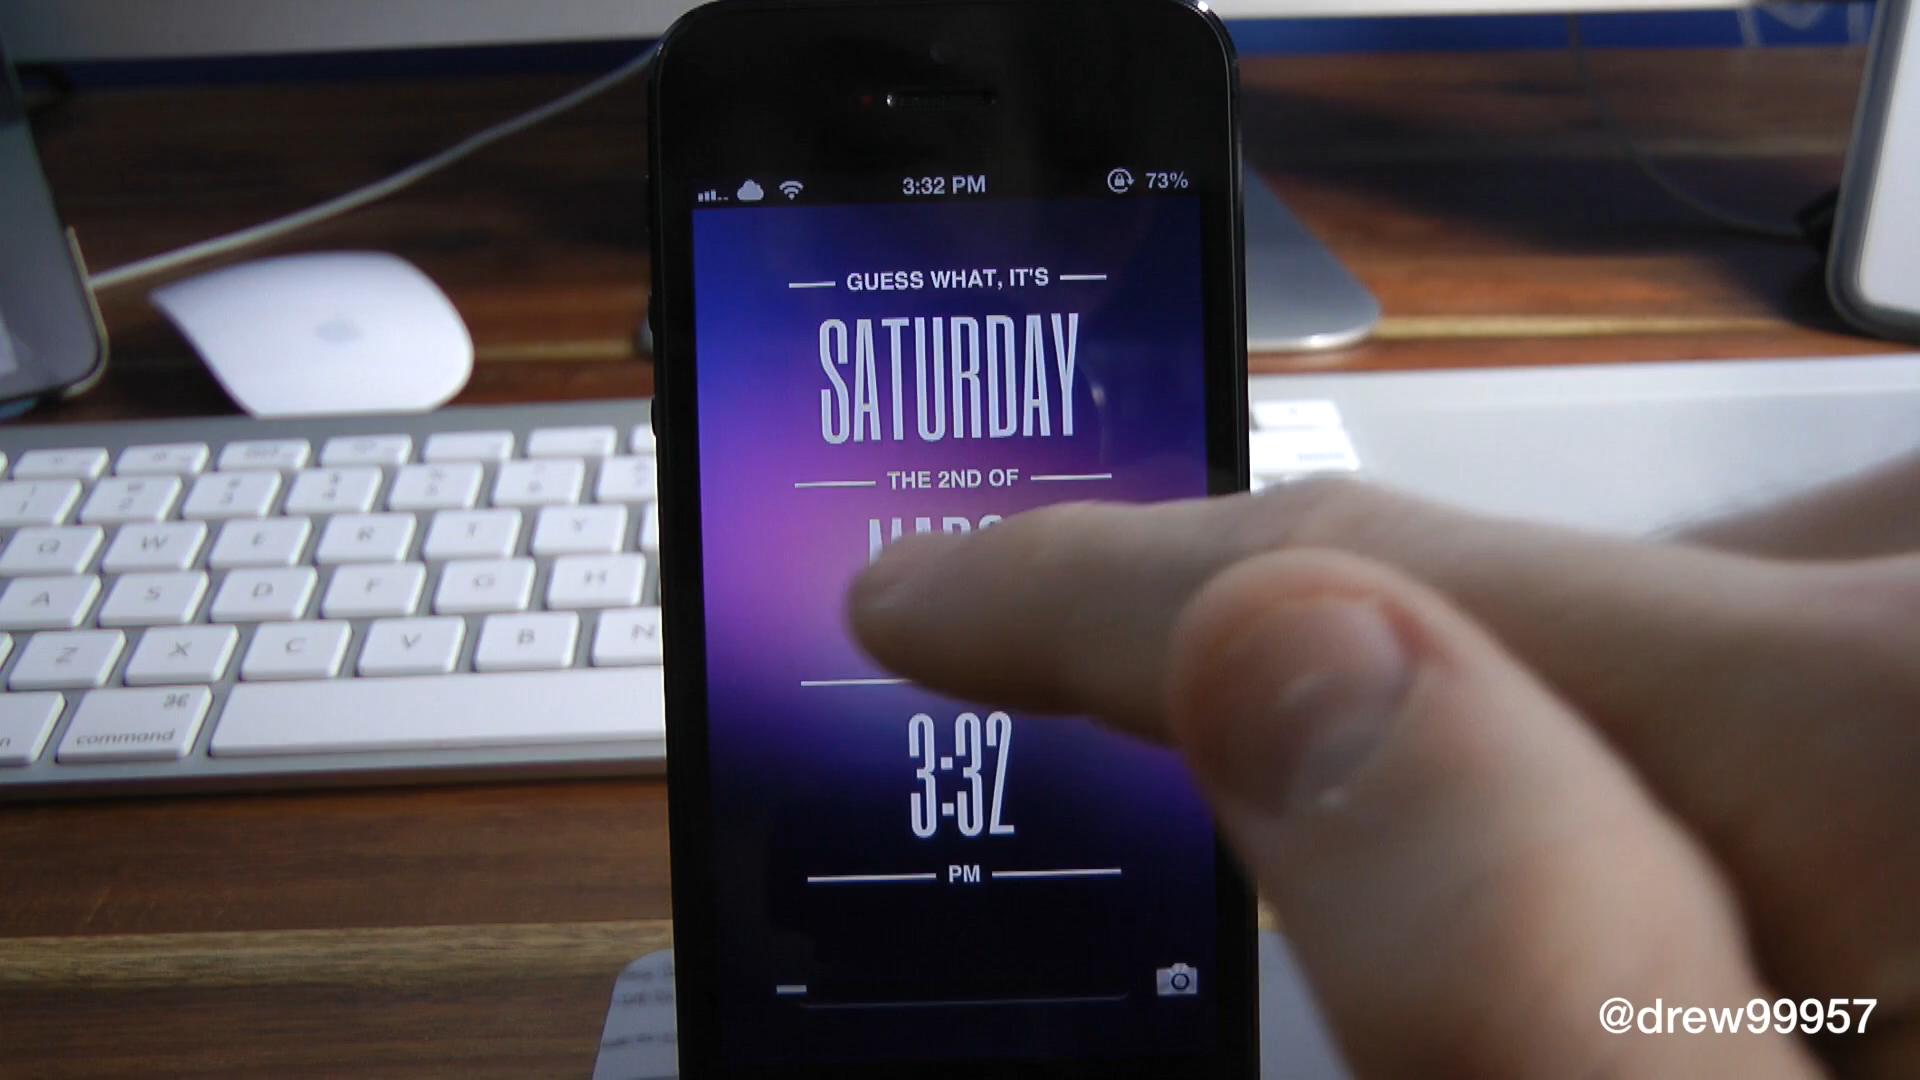 3:32 PM
73%
GUESS WHAT, IT'S
SATURDAY
THE 2ND OF
3:32
PM
Q W E R T Y
A S D F G H
Z X C V B N
command
@drew99957